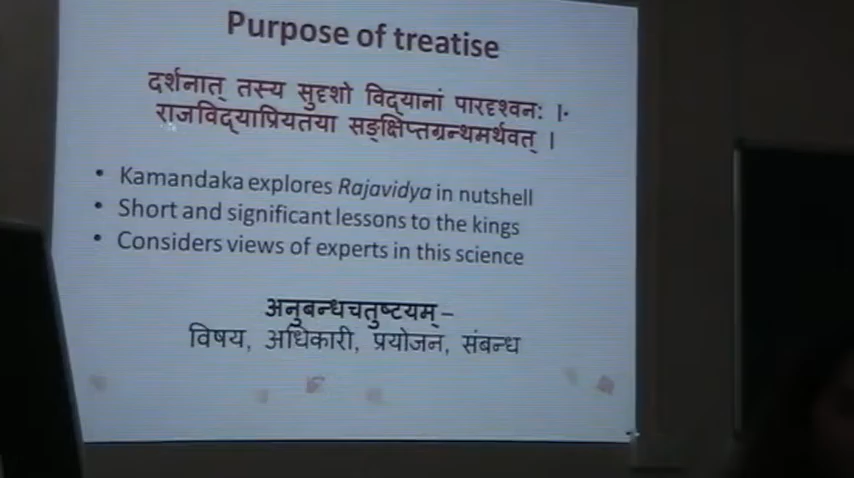 Purpose of treatise
दर्शनात् तस्य सुदृशो विद्यानां पारदृश्वनः ।
राजविद्याप्रियतया सङ्क्षिप्तग्रन्थमर्थवत् ।
• Kamandaka explores Rajavidya in nutshell
• Short and significant lessons to the kings
• Considers views of experts in this science
अनुबन्धचतुष्टयम् –
विषय, अधिकारी, प्रयोजन, संबन्ध